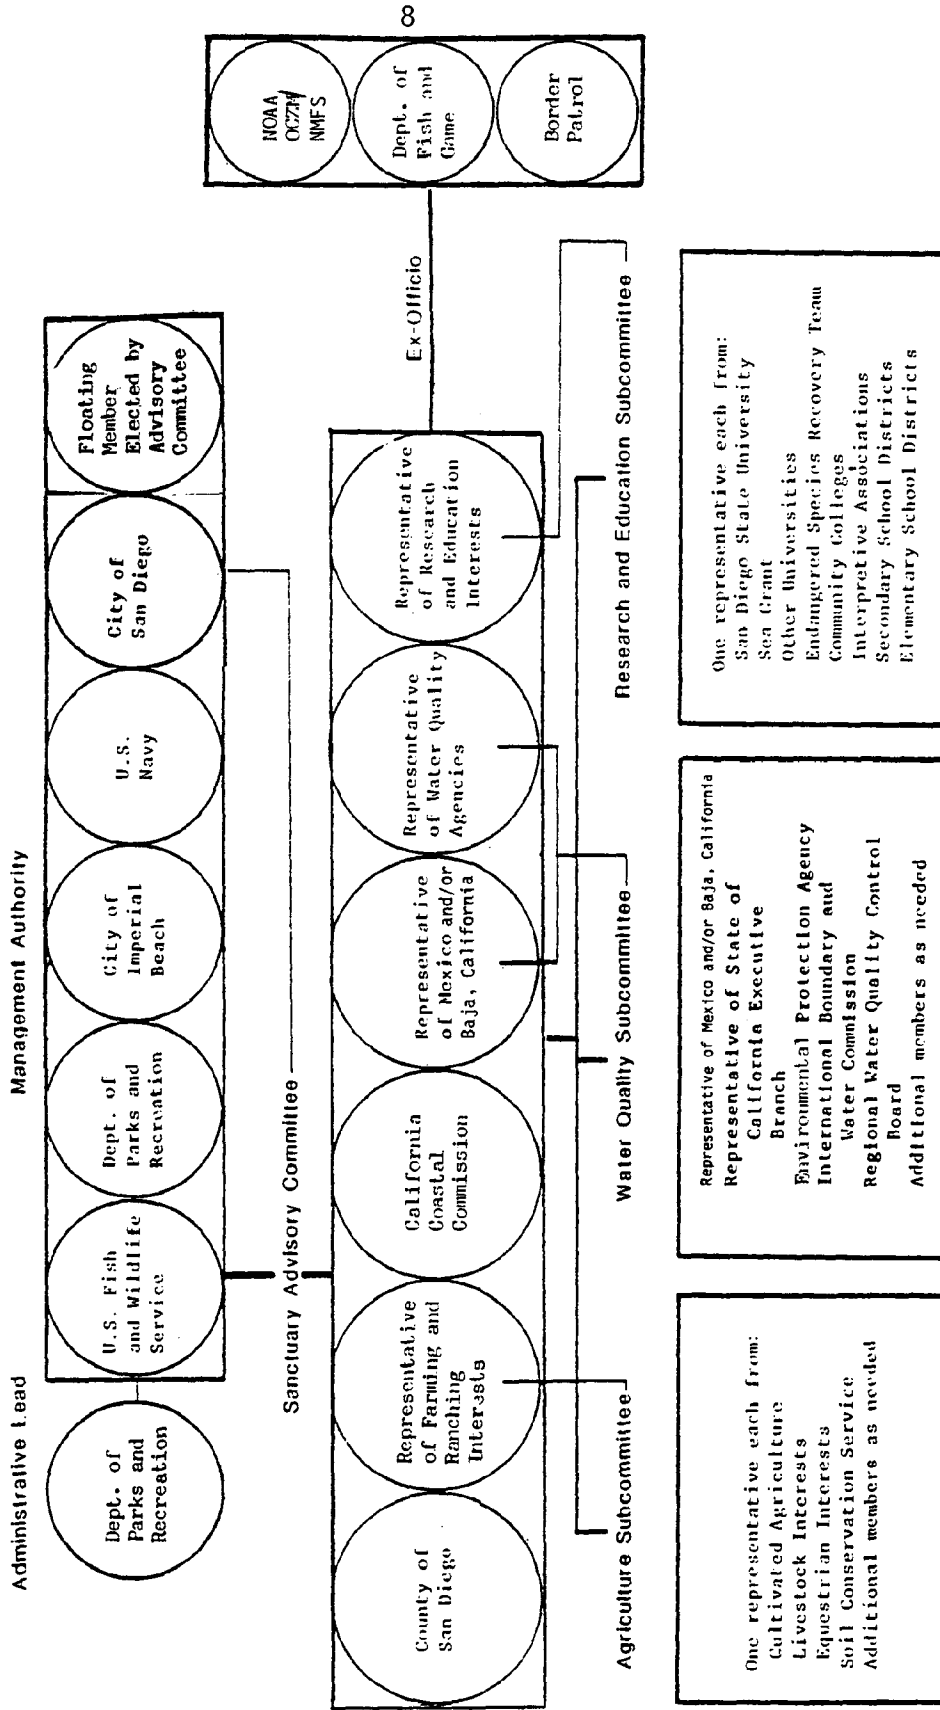 8
Administrative Lead
Management Authority
Dept. of
Parks and
Recreation
U.S. Fish
and Wildlife
Service
Dept. of
Parks and
Recreation
City of
Imperial
Beach
U.S.
Navy
City of
San Diego
Floating
Member
Elected by
Advisory
Committee
Sanctuary Advisory Committee
County of
San Diego
Representative
of Farming and
Ranching
Interests
California
Coastal
Commission
Representative
of Mexico and/or
Baja, California
Representative
of Water Quality
Agencies
Representative
of Research
and Education
Interests
Ex-Officio
NOAA
OCZM/
NMFS
Dept. of
Fish and
Game
Border
Patrol
Agriculture Subcommittee
Water Quality Subcommittee
Research and Education Subcommittee
One representative each from:
Cultivated Agriculture
Livestock Interests
Equestrian Interests
Soil Conservation Service
Additional members as needed
Representative of Mexico and/or Baja, California
Representative of State of
California Executive
Branch
Environmental Protection Agency
International Boundary and
Water Commission
Regional Water Quality Control
Board
Additional members as needed
One representative each from:
San Diego State University
Sea Grant
Other Universities
Endangered Species Recovery Team
Community Colleges
Interpretive Associations
Secondary School Districts
Elementary School Districts